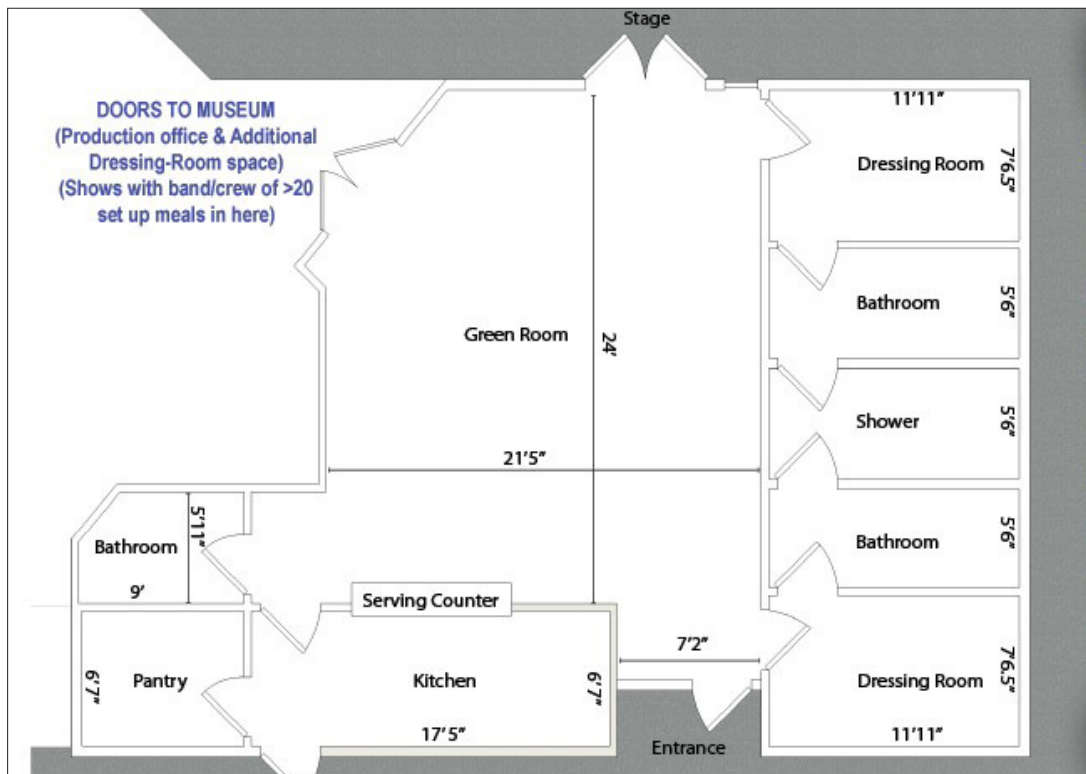 Stage
DOORS TO MUSEUM
(Production office & Additional
Dressing-Room space)
(Shows with band/crew of >20
set up meals in here)
11'11"
Dressing Room
7'6.5"
Bathroom
5'6"
Green Room
24'
Shower
5'6"
21'5"
Bathroom
5'11"
9'
Bathroom
5'6"
Serving Counter
Pantry
6'7"
Kitchen
6'7"
17'5"
7'2"
Entrance
Dressing Room
7'6.5"
11'11"